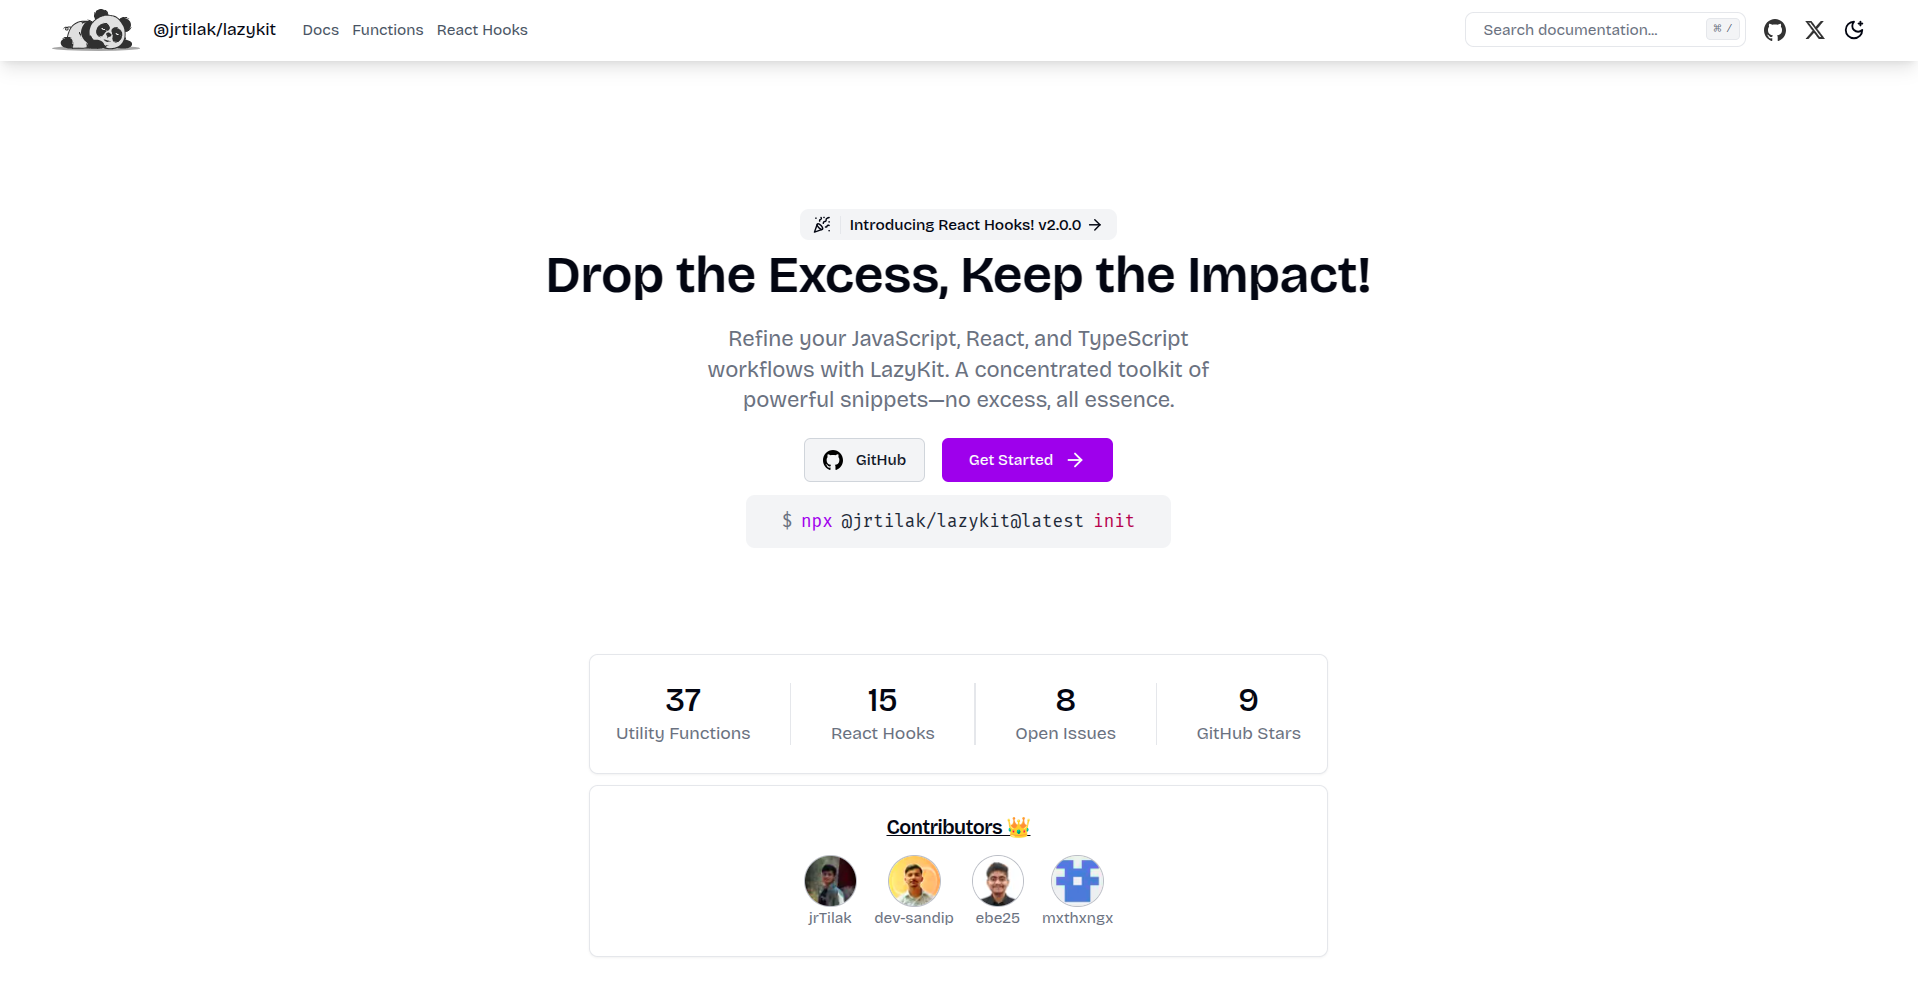 @jrtilak/lazykit
Docs Functions React Hooks
Search documentation... ⌘ /
Introducing React Hooks! v2.0.0
Drop the Excess, Keep the Impact!
Refine your JavaScript, React, and TypeScript
workflows with LazyKit. A concentrated toolkit of
powerful snippets—no excess, all essence.
GitHub
Get Started
$ npx @jrtilak/lazykit@latest init
37 15 8 9
Utility Functions React Hooks Open Issues GitHub Stars
Contributors 👑
jrTilak dev-sandip ebe25 mxthxngx